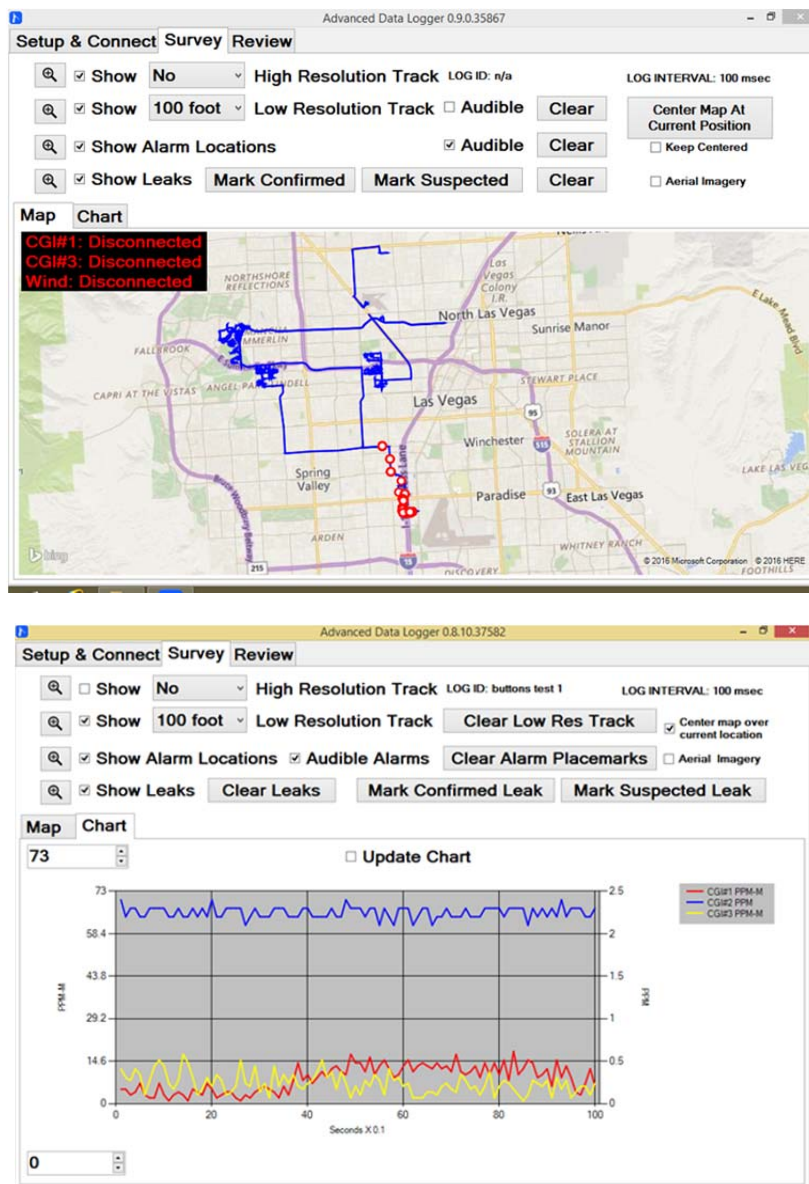 Advanced Data Logger 0.9.0.35867
Setup & Connect Survey Review
Show No High Resolution Track LOG ID: n/a LOG INTERVAL: 100 msec
Show 100 foot Low Resolution Track Audible Clear Center Map At
Current Position
Show Alarm Locations Audible Clear Keep Centered
Show Leaks Mark Confirmed Mark Suspected Clear Aerial Imagery
Map Chart
CGI#1: Disconnected
CGI#3: Disconnected
Wind: Disconnected
NORTHSHORE
REFLECTIONS
Las
Vegas
Colony
I.R.
North Las Vegas
Sunrise Manor
E Lake Mead Blvd
FALLBROOK
CAPRI AT THE VISTAS
STEWART PLACE
Las Vegas
95
Winchester
515
SOLERA AT
STALLION
MOUNTAIN
Spring
Valley
LAKE LAS VEG
Paradise
93
East Las Vegas
Bruce Woodbury Beltway
ARDEN
WHITNEY RANCH
bing
215
15
DISCOVERY
© 2016 Microsoft Corporation © 2016 HERE
FOOTHILLS
Advanced Data Logger 0.8.10.37582
Setup & Connect Survey Review
Show No High Resolution Track LOG ID: buttons test 1 LOG INTERVAL: 100 msec
Show 100 foot Low Resolution Track Clear Low Res Track Center map over
current location
Show Alarm Locations Audible Alarms Clear Alarm Placemarks Aerial Imagery
Show Leaks Clear Leaks Mark Confirmed Leak Mark Suspected Leak
Map Chart
73 Update Chart
73 2.5
CGI#1 PPM-M
CGI#2 PPM
CGI#3 PPM-M
58.4 2
43.8 1.5
PPM-M PPM
29.2 1
14.6 0.5
0 0
0 20 40 60 80 100
Seconds X 0.1
0